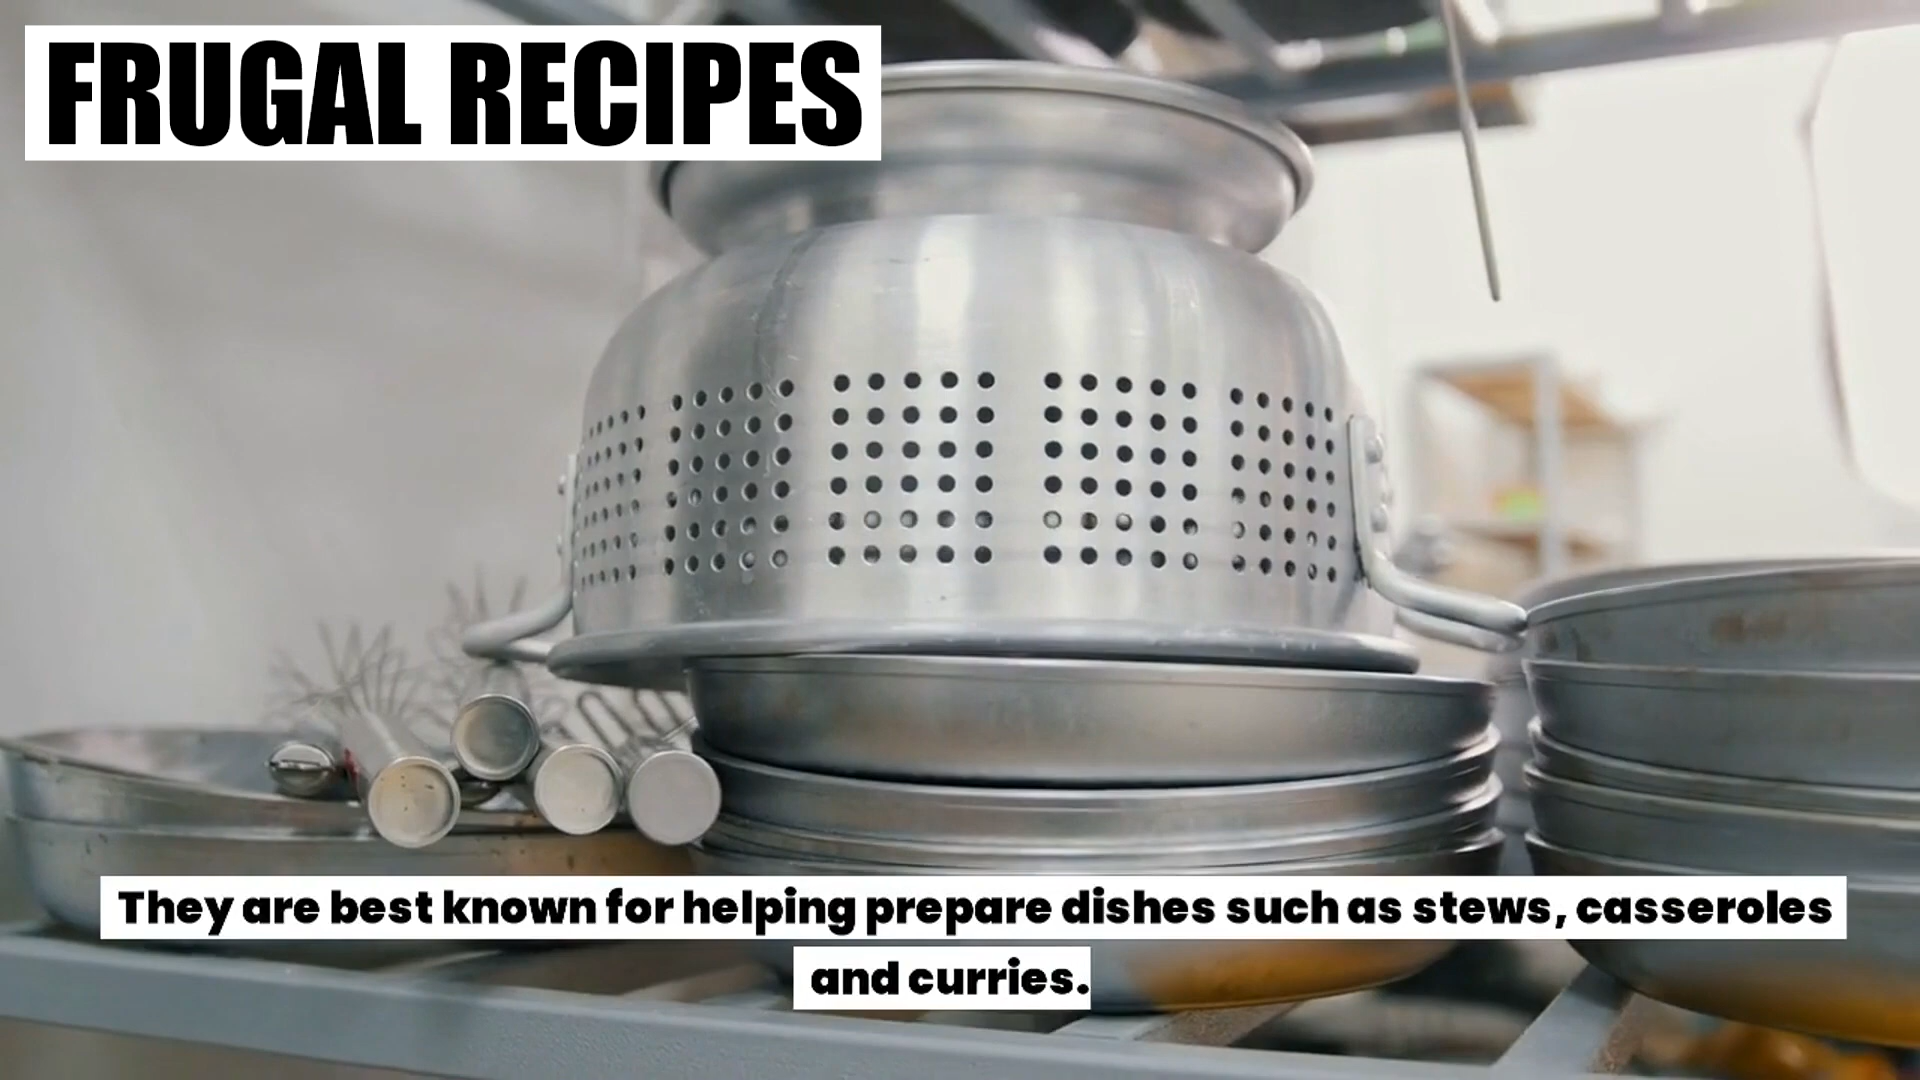 FRUGAL RECIPES
They are best known for helping prepare dishes such as stews, casseroles
and curries.